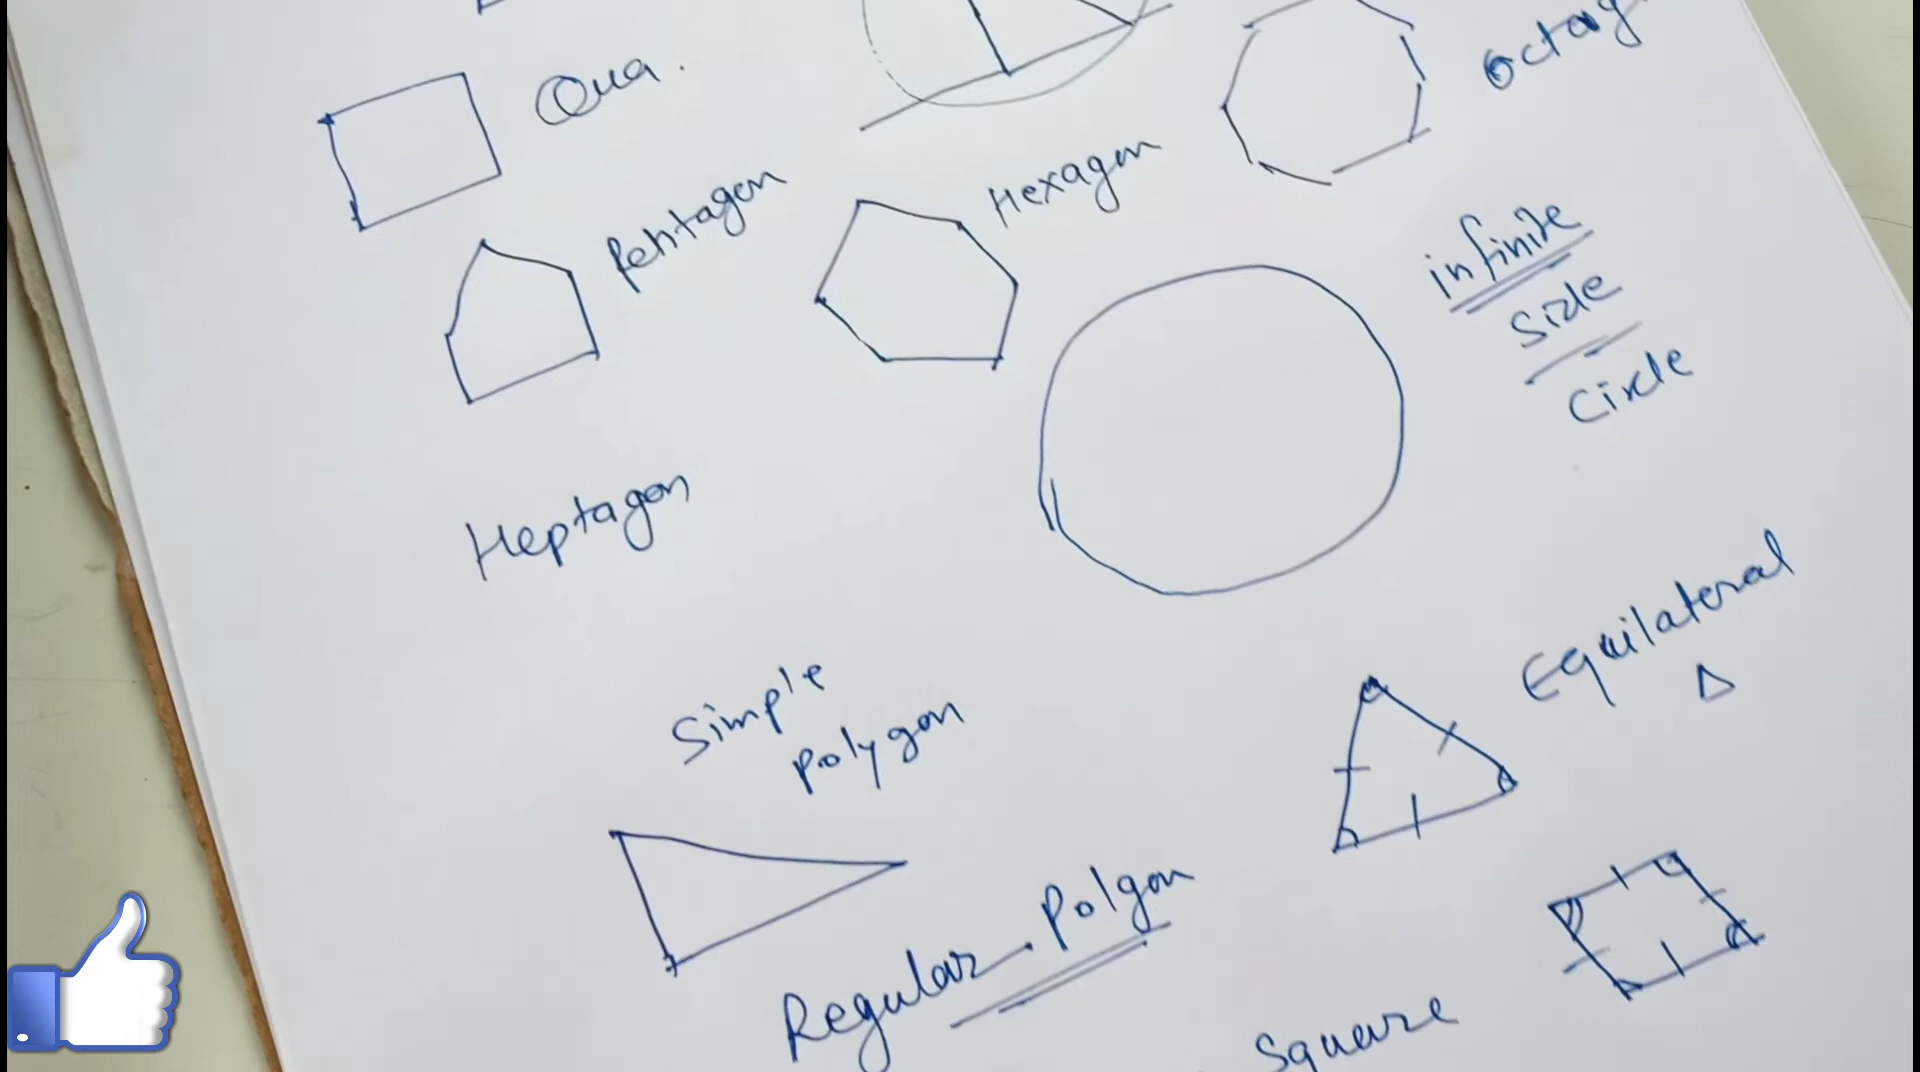 Qua.
Octag
Pentagon
Hexagon
infinite
side
circle
Heptagon
Simple
polygon
Equilateral
Δ
Regular Polgon
Square